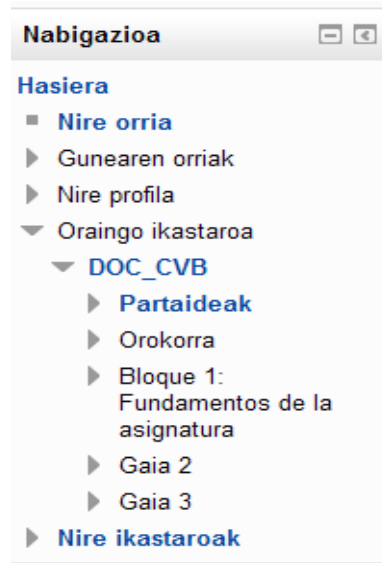 Nabigazioa
Hasiera
Nire orria
Gunearen orriak
Nire profila
Oraingo ikastaroa
DOC_CVB
Partaideak
Orokorra
Bloque 1:
Fundamentos de la
asignatura
Gaia 2
Gaia 3
Nire ikastaroak